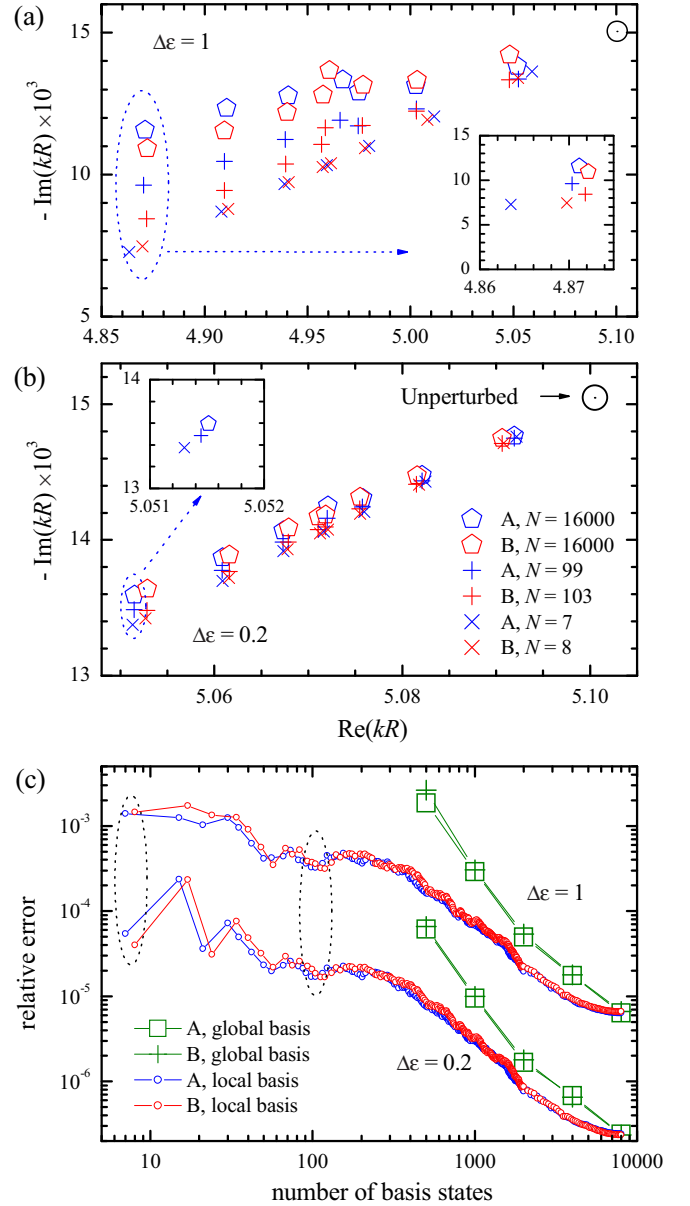 (a)
Δε = 1
- Im(kR) ×10³
15
10
5
4.85
4.90
4.95
5.00
5.05
5.10
15
10
5
0
4.86
4.87
(b)
- Im(kR) ×10³
15
14
13
14
13
5.051
5.052
Unperturbed
A, N = 16000
B, N = 16000
A, N = 99
B, N = 103
A, N = 7
B, N = 8
Δε = 0.2
5.06
5.08
5.10
Re(kR)
(c)
relative error
10⁻³
10⁻⁴
10⁻⁵
10⁻⁶
Δε = 1
Δε = 0.2
A, global basis
B, global basis
A, local basis
B, local basis
10
100
1000
10000
number of basis states